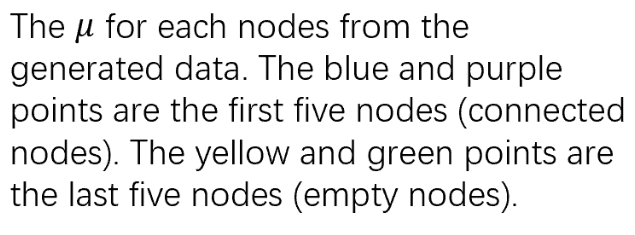 The μ for each nodes from the
generated data. The blue and purple
points are the first five nodes (connected
nodes). The yellow and green points are
the last five nodes (empty nodes).